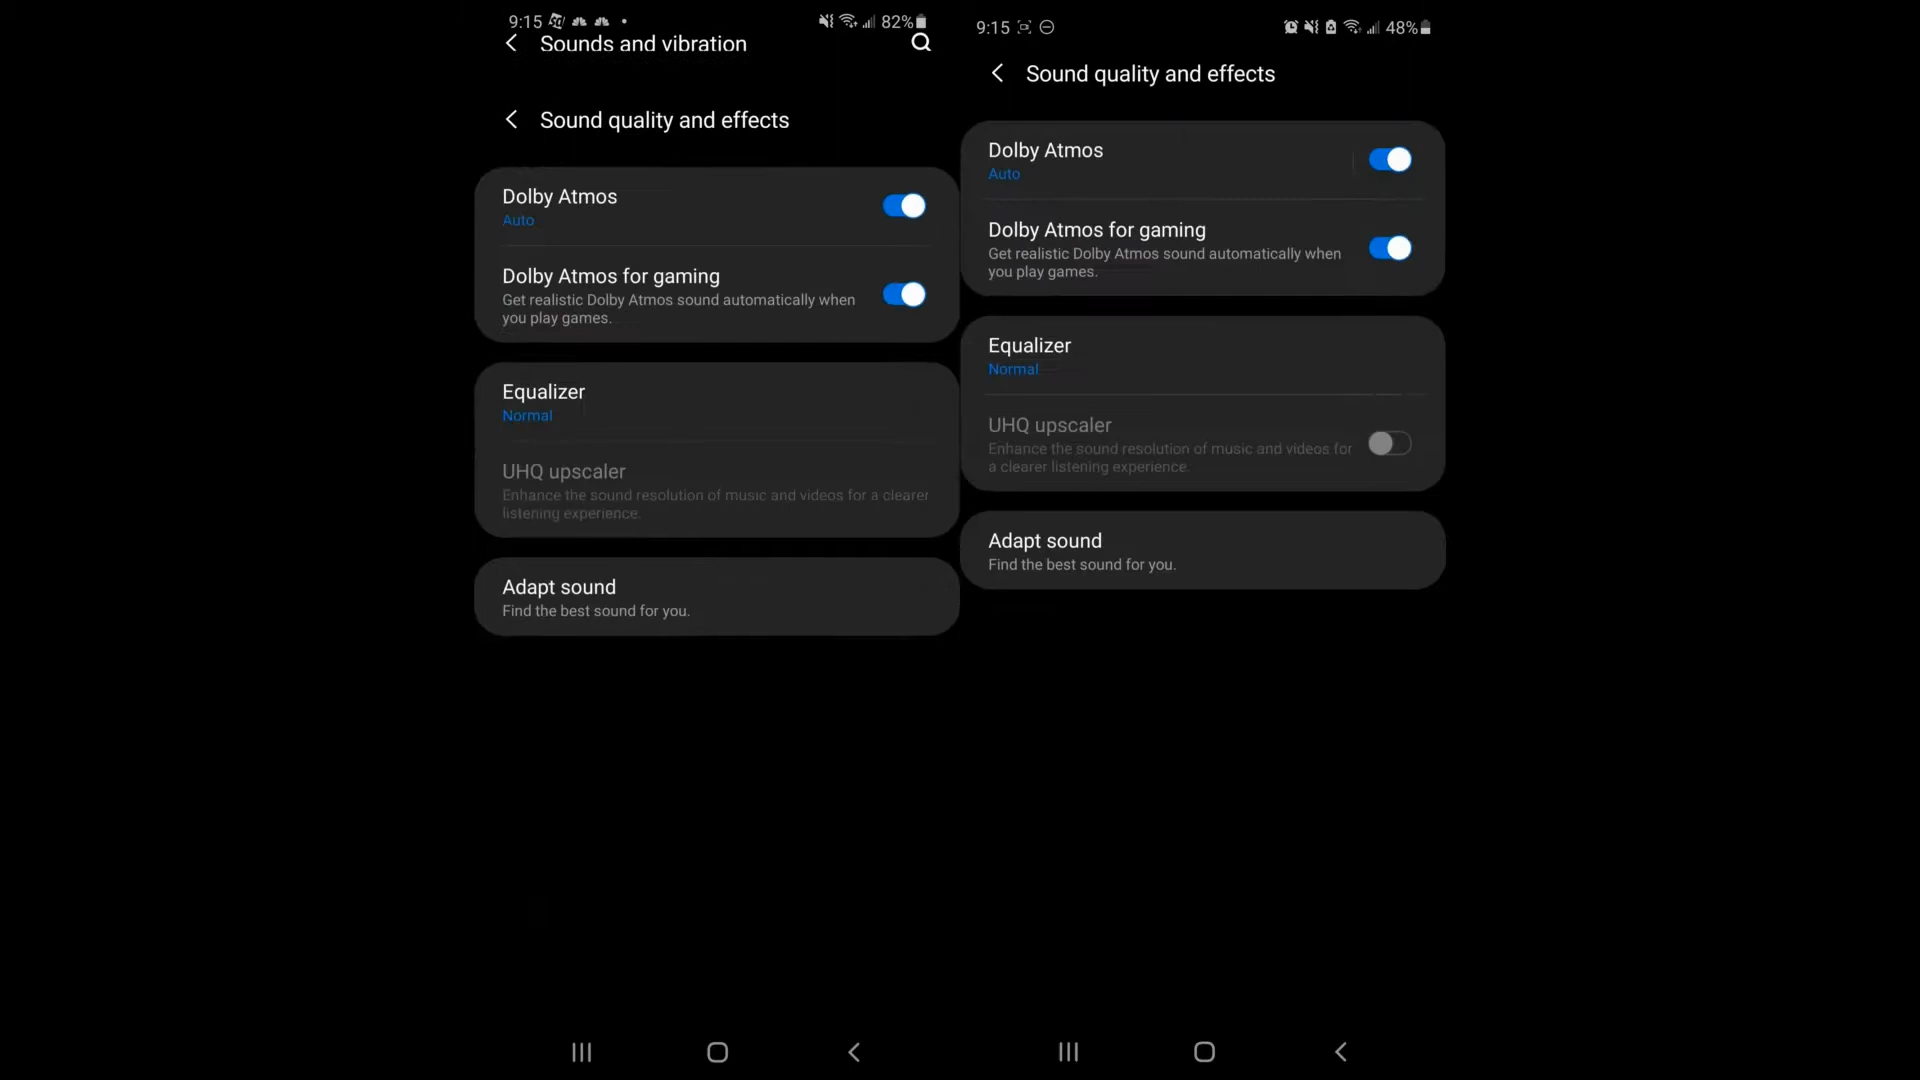 9:15
82%
Sounds and vibration
Sound quality and effects
Dolby Atmos
Auto
Dolby Atmos for gaming
Get realistic Dolby Atmos sound automatically when
you play games.
Equalizer
Normal
UHQ upscaler
Enhance the sound resolution of music and videos for a clearer
listening experience.
Adapt sound
Find the best sound for you.
9:15
48%
Sound quality and effects
Dolby Atmos
Auto
Dolby Atmos for gaming
Get realistic Dolby Atmos sound automatically when
you play games.
Equalizer
Normal
UHQ upscaler
Enhance the sound resolution of music and videos for
a clearer listening experience.
Adapt sound
Find the best sound for you.